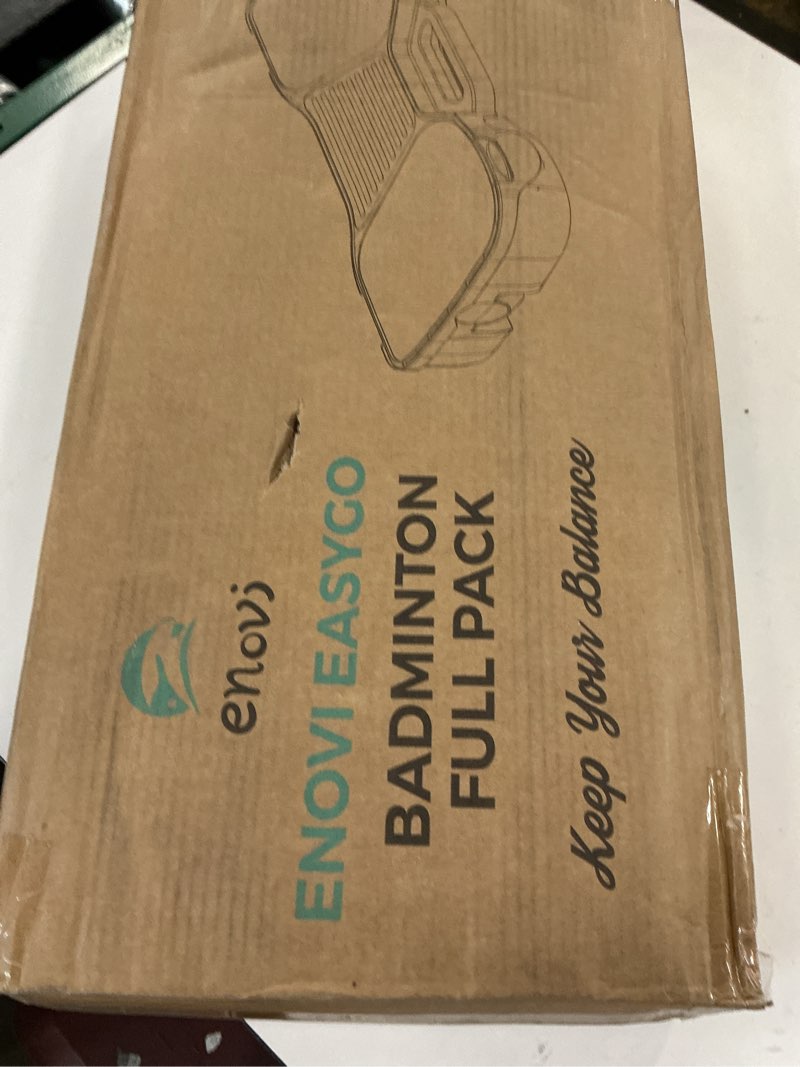 enovi
ENOVI EASYGO
BADMINTON
FULL PACK
Keep Your Balance